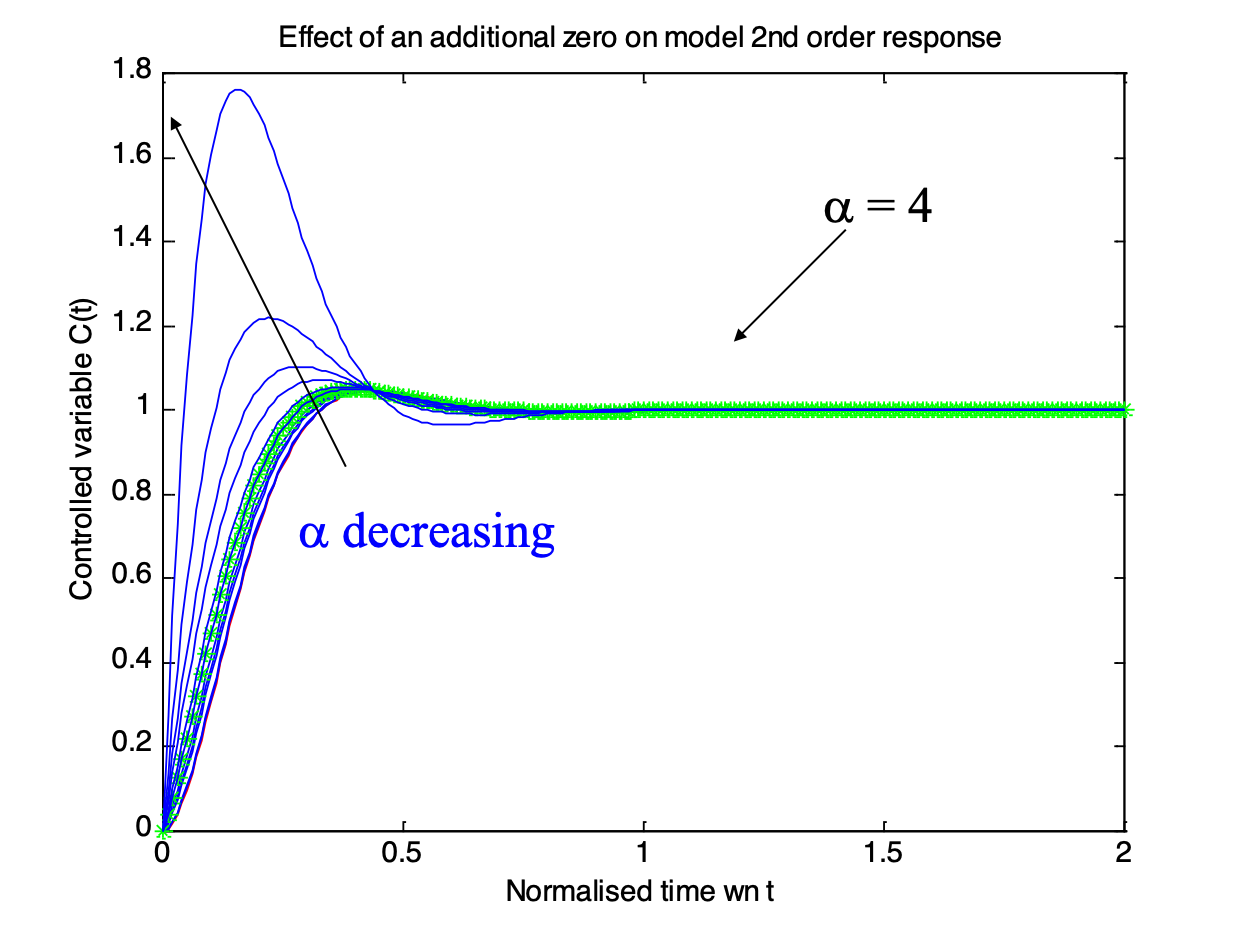 Effect of an additional zero on model 2nd order response
1.8
1.6
1.4
1.2
1
0.8
0.6
0.4
0.2
0
Controlled variable C(t)
α = 4
α decreasing
0 0.5 1 1.5 2
Normalised time wn t